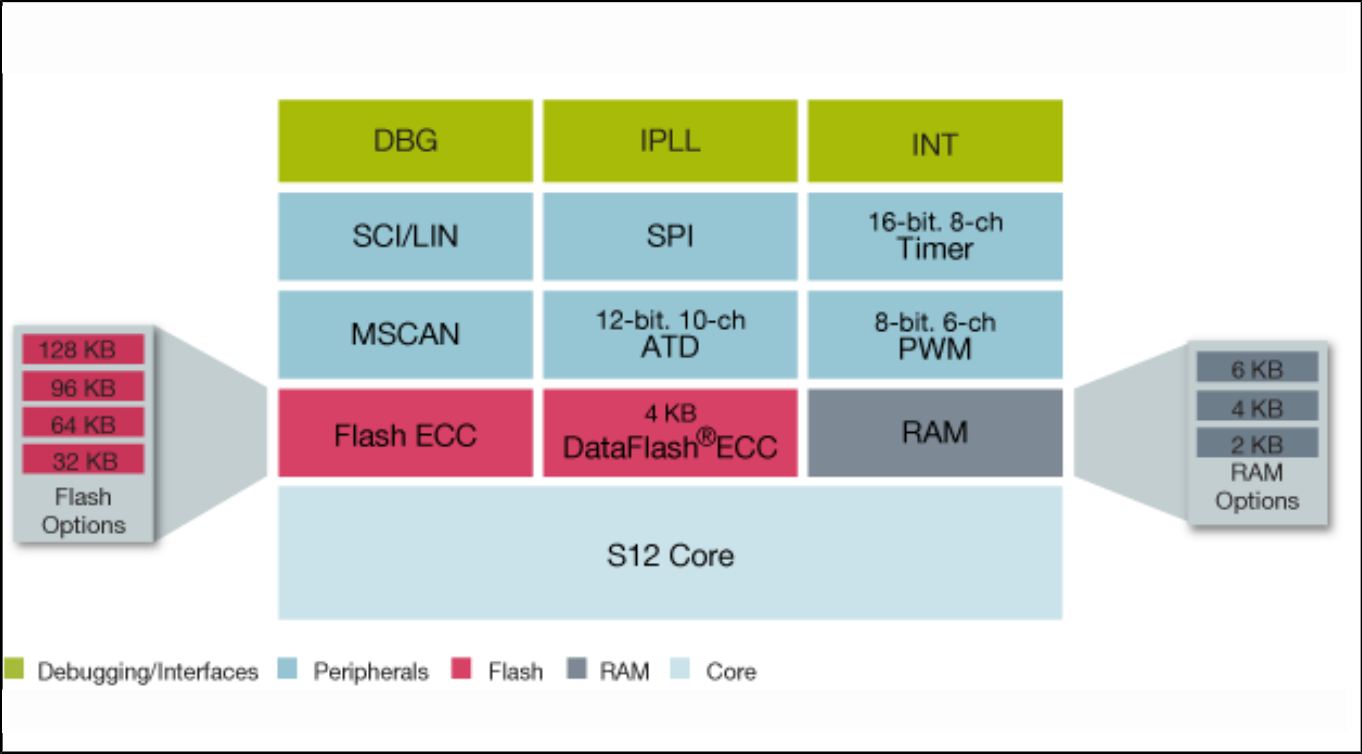 DBG
IPLL
INT
SCI/LIN
SPI
16-bit. 8-ch
Timer
MSCAN
12-bit. 10-ch
ATD
8-bit. 6-ch
PWM
128 KB
96 KB
64 KB
32 KB
Flash
Options
Flash ECC
4 KB
DataFlash®ECC
RAM
6 KB
4 KB
2 KB
RAM
Options
S12 Core
Debugging/Interfaces
Peripherals
Flash
RAM
Core